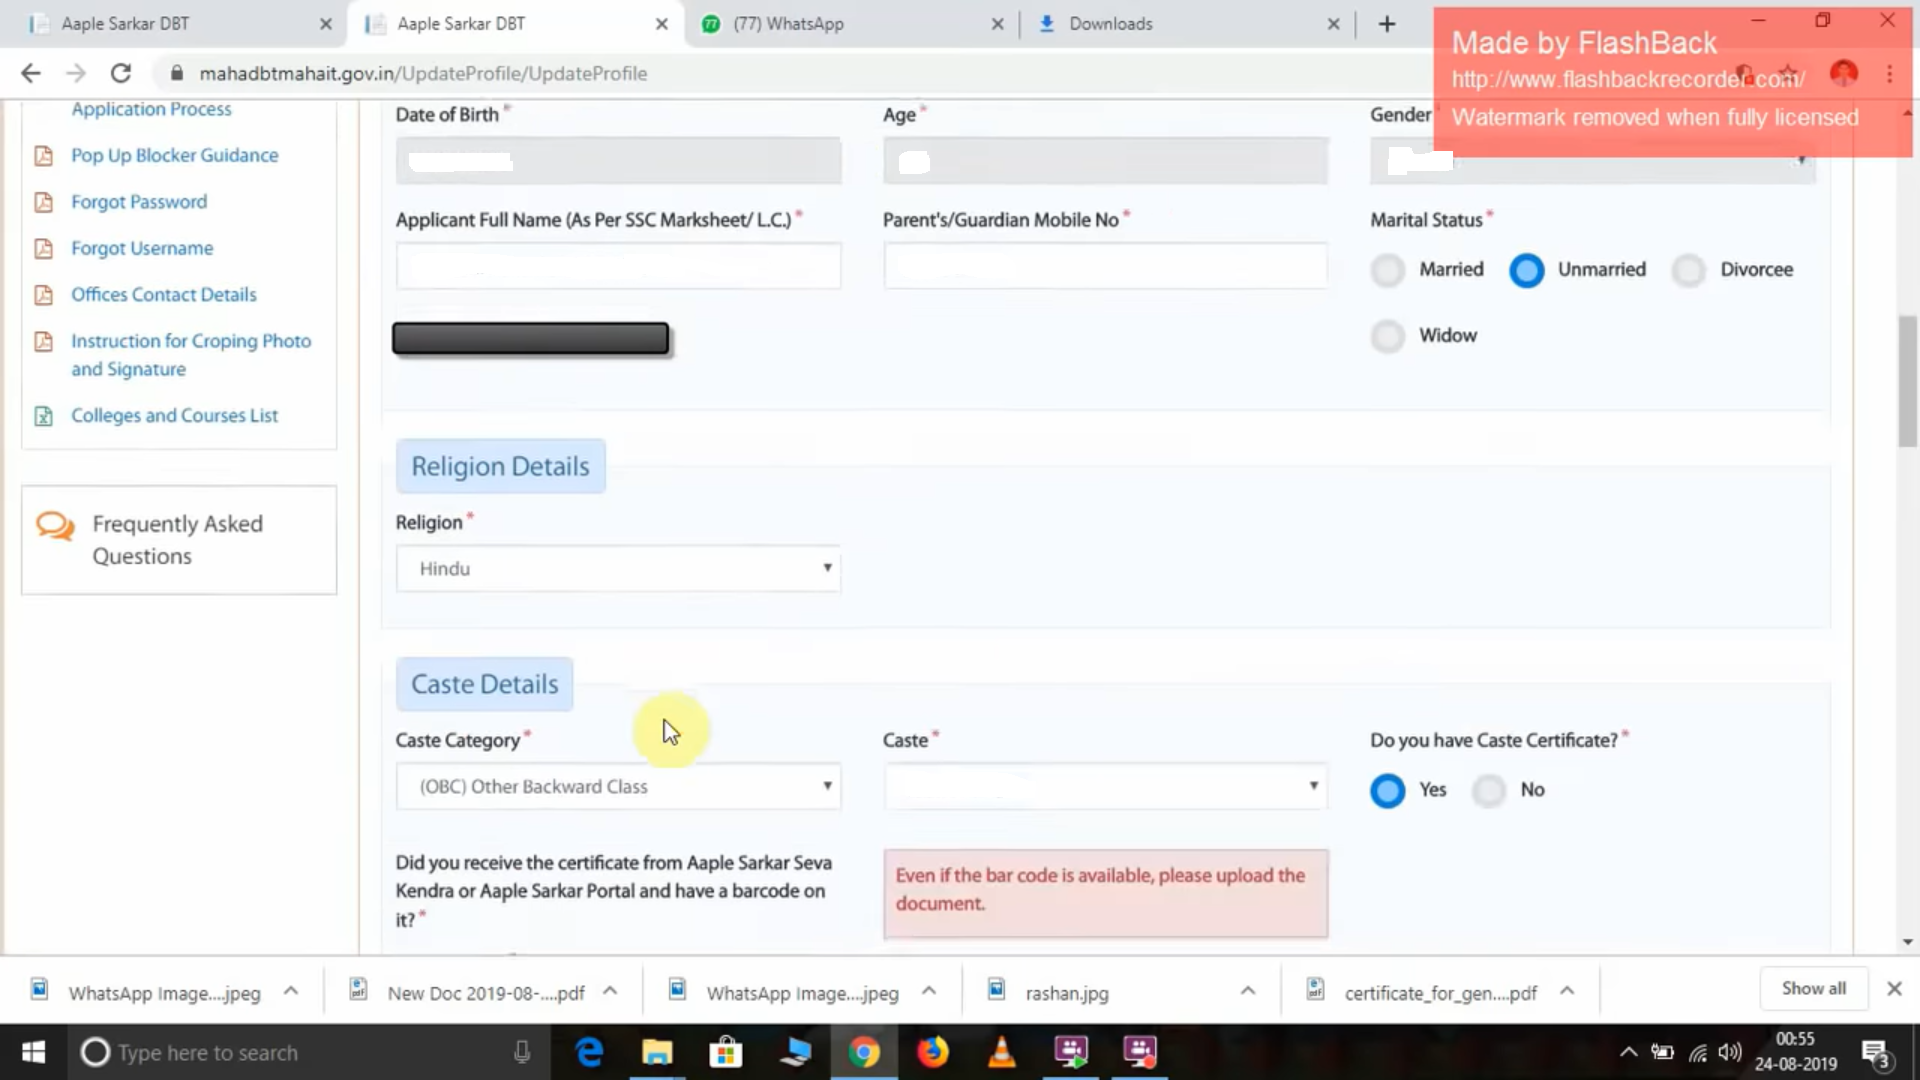 Aaple Sarkar DBT
Aaple Sarkar DBT
77
(77) WhatsApp
Downloads
Made by FlashBack
http://www.flashbackrecorder.com/
Watermark removed when fully licensed
mahadbtmahait.gov.in/UpdateProfile/UpdateProfile
Application Process
Pop Up Blocker Guidance
Forgot Password
Forgot Username
Offices Contact Details
Instruction for Croping Photo
and Signature
Colleges and Courses List
Frequently Asked
Questions
Date of Birth *
Age *
Gender
Applicant Full Name (As Per SSC Marksheet/ L.C.) *
Parent's/Guardian Mobile No *
Marital Status *
Married
Unmarried
Divorcee
Widow
Religion Details
Religion *
Hindu
Caste Details
Caste Category *
Caste *
Do you have Caste Certificate? *
(OBC) Other Backward Class
Yes
No
Did you receive the certificate from Aaple Sarkar Seva
Kendra or Aaple Sarkar Portal and have a barcode on
it? *
Even if the bar code is available, please upload the
document.
WhatsApp Image....jpeg
New Doc 2019-08-....pdf
WhatsApp Image....jpeg
rashan.jpg
certificate_for_gen....pdf
Show all
Type here to search
00:55
24-08-2019
3